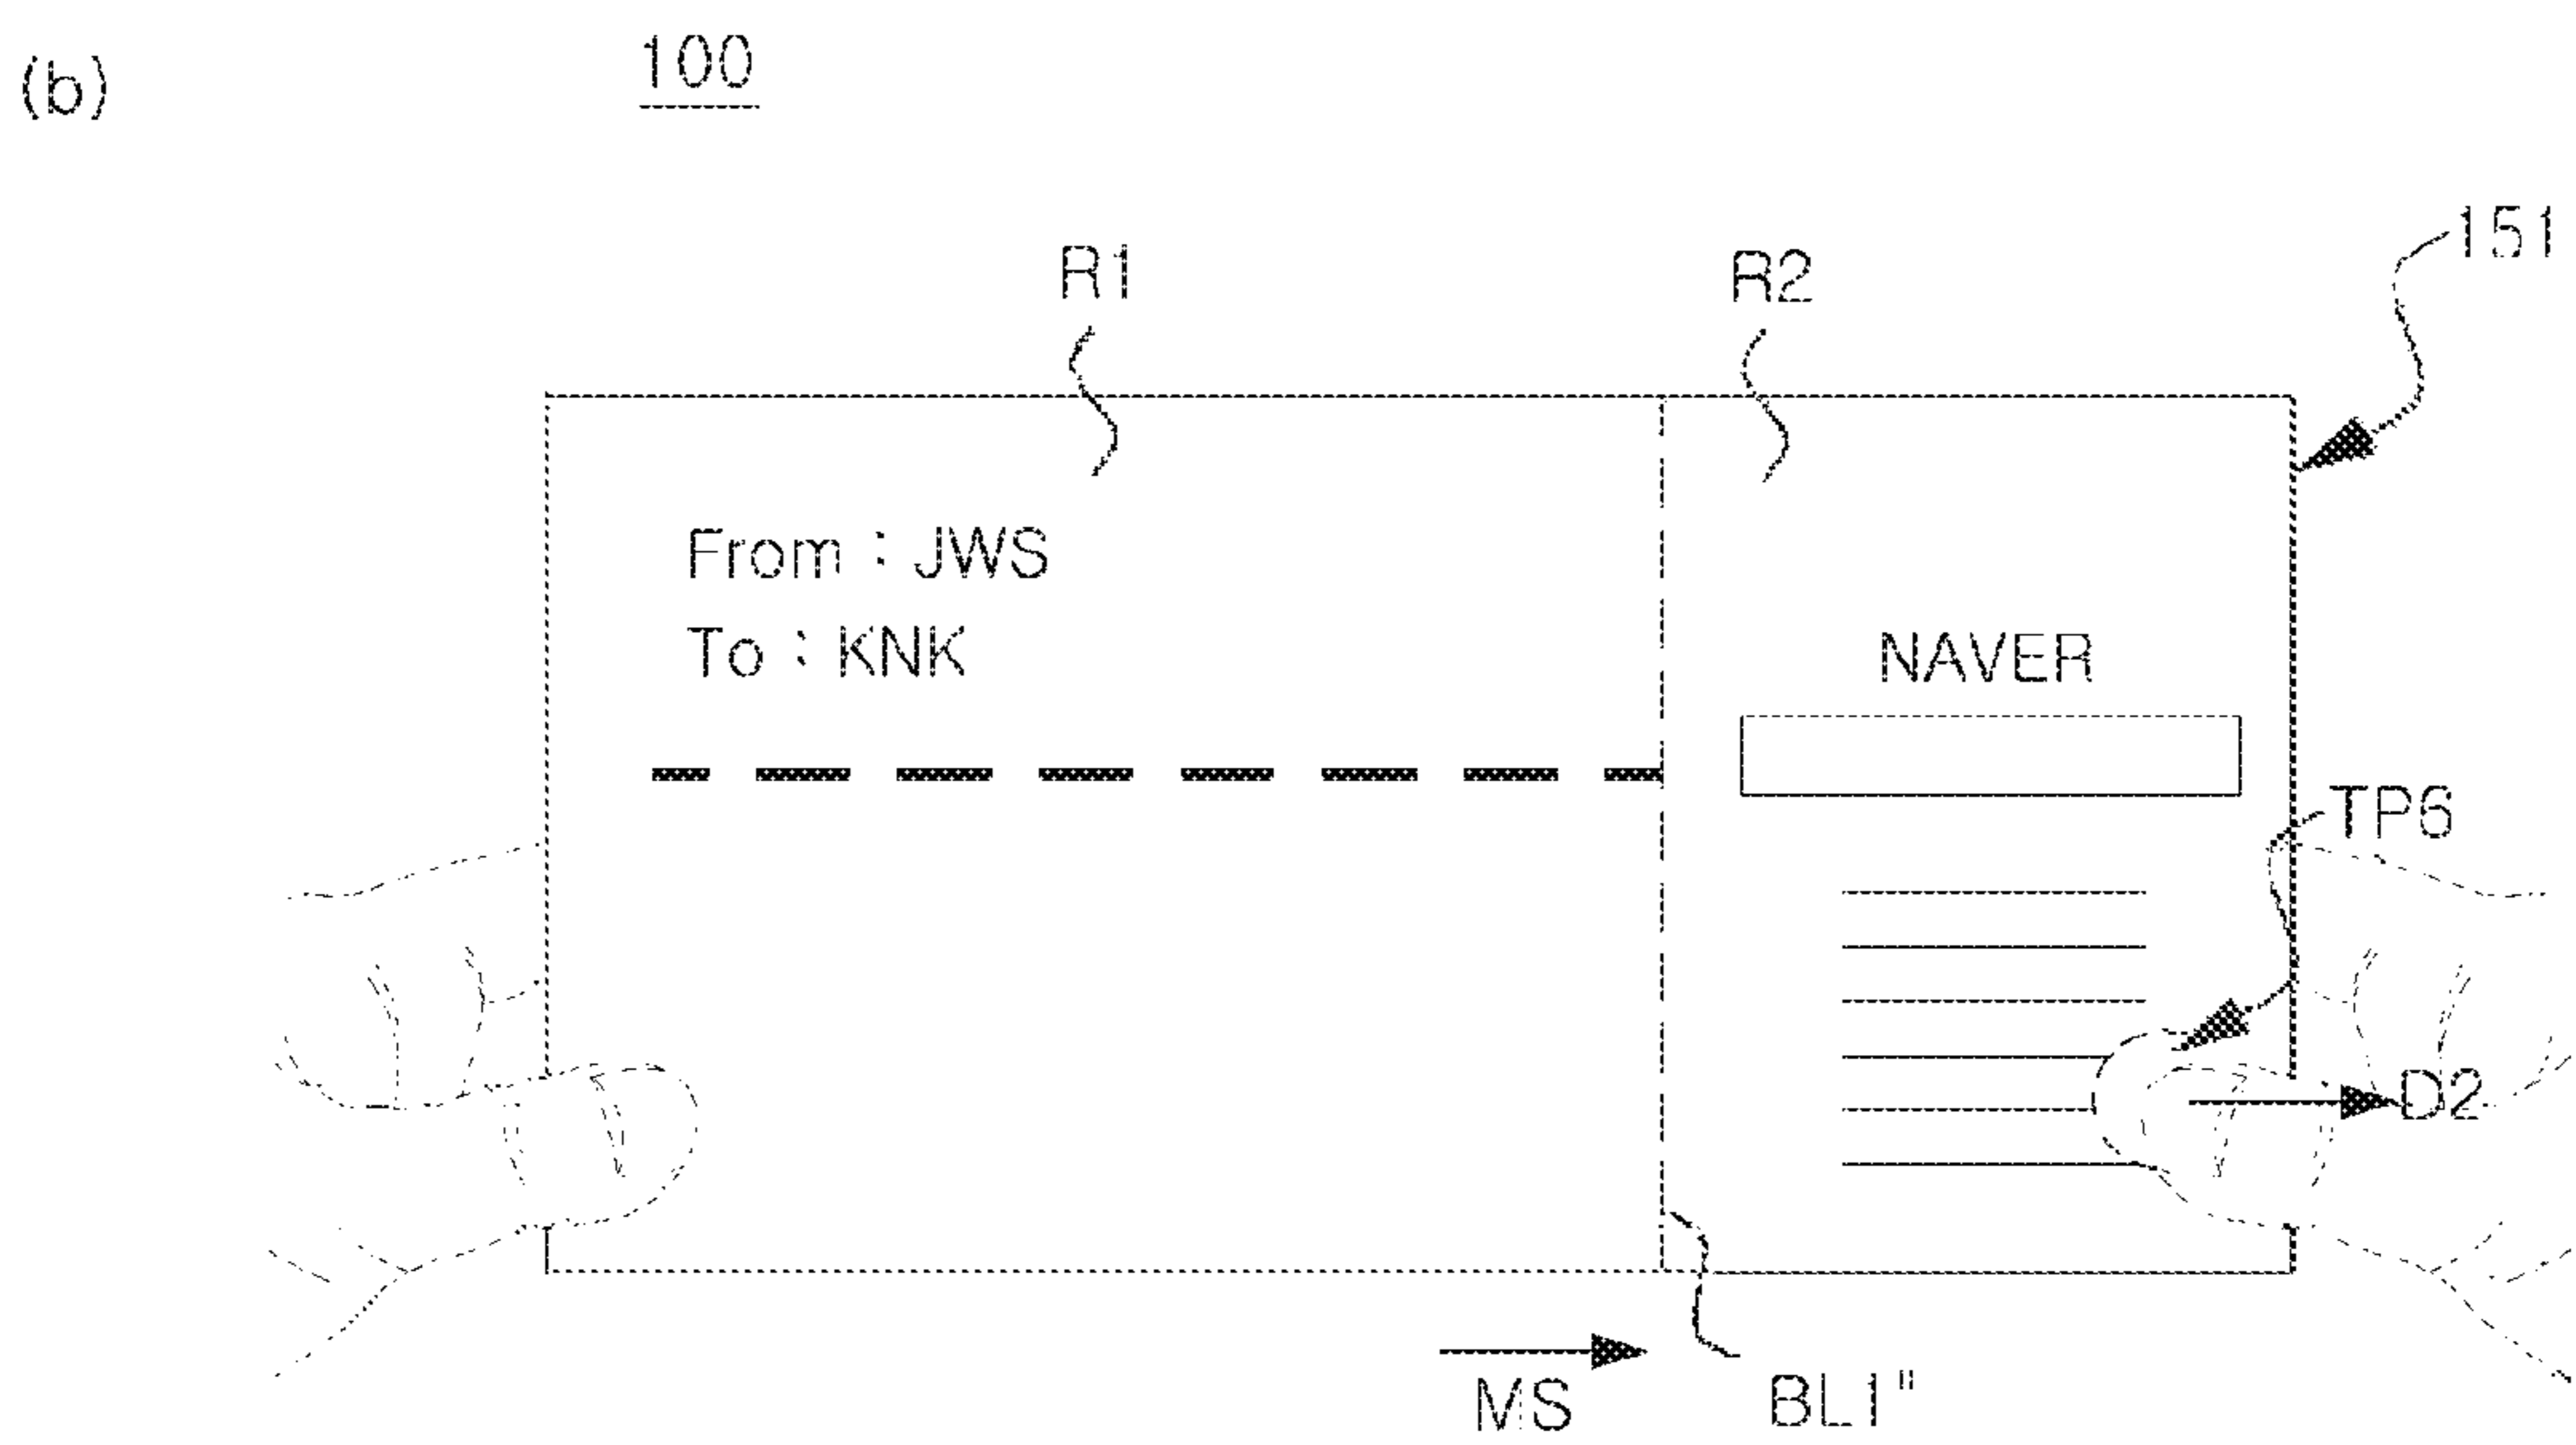 (b)
100
151
R1
R2
From : JWS
To : KNK
NAVER
TP6
D2
MS
BL1"